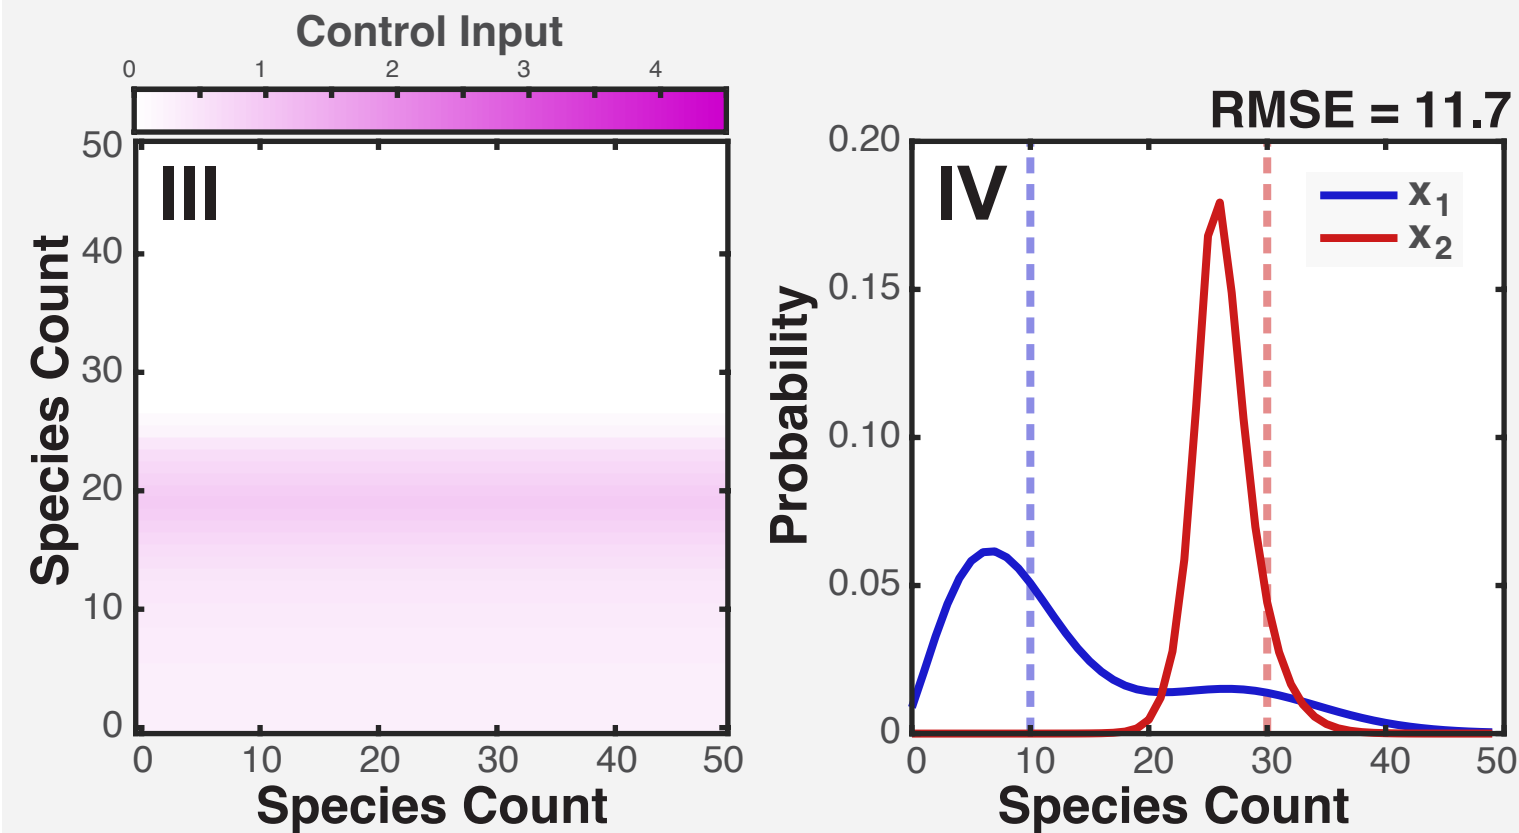 Control Input
0 1 2 3 4
III
50
40
30
20
10
0
Species Count
0 10 20 30 40 50
Species Count
RMSE = 11.7
IV
x1
x2
0.20
0.15
0.10
0.05
0
Probability
0 10 20 30 40 50
Species Count